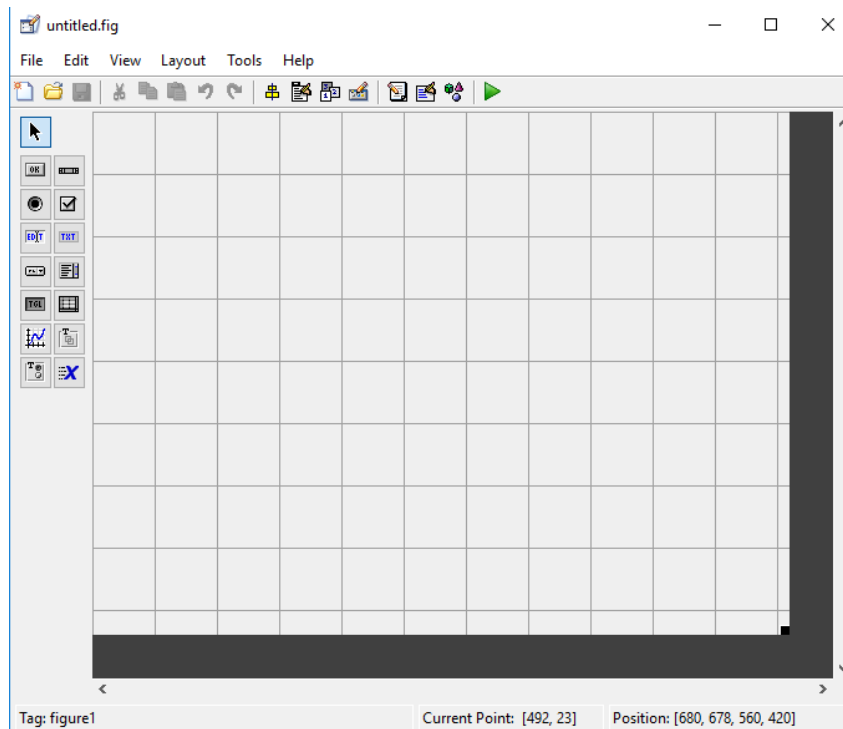 untitled.fig
File Edit View Layout Tools Help
OK
EDIT TXT
TGL
T
T
X
Tag: figure1 Current Point: [492, 23] Position: [680, 678, 560, 420]